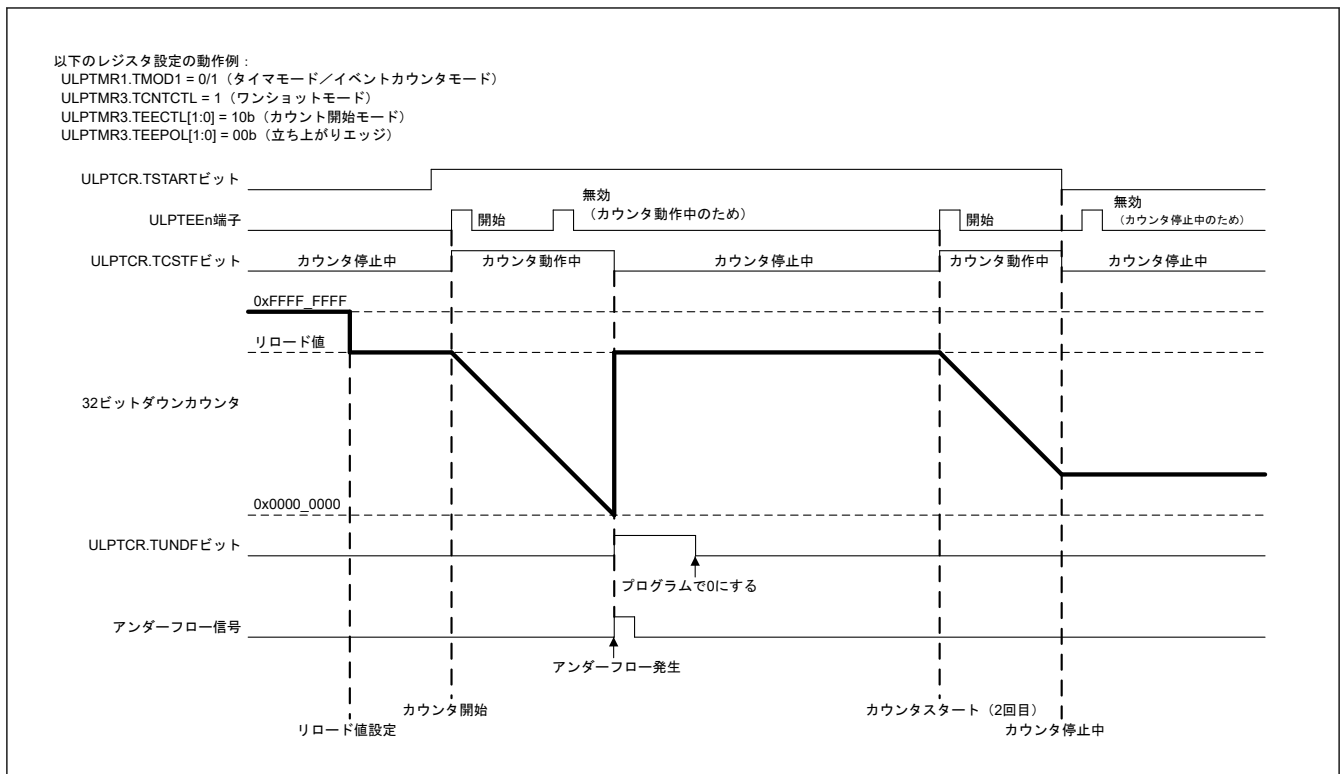 以下のレジスタ設定の動作例：
ULPTMR1.TMOD1 = 0/1（タイマモード／イベントカウンタモード）
ULPTMR3.TCNTCTL = 1（ワンショットモード）
ULPTMR3.TEECTL[1:0] = 10b（カウント開始モード）
ULPTMR3.TEEPOL[1:0] = 00b（立ち上がりエッジ）
ULPTCR.TSTARTビット
ULPTEEn端子
開始
無効
（カウンタ動作中のため）
開始
無効
（カウンタ停止中のため）
ULPTCR.TCSTFビット
カウンタ停止中
カウンタ動作中
カウンタ停止中
カウンタ動作中
カウンタ停止中
0xFFFF_FFFF
リロード値
32ビットダウンカウンタ
0x0000_0000
ULPTCR.TUNDFビット
プログラムで0にする
アンダーフロー信号
アンダーフロー発生
カウンタ開始
カウンタスタート（2回目）
リロード値設定
カウンタ停止中